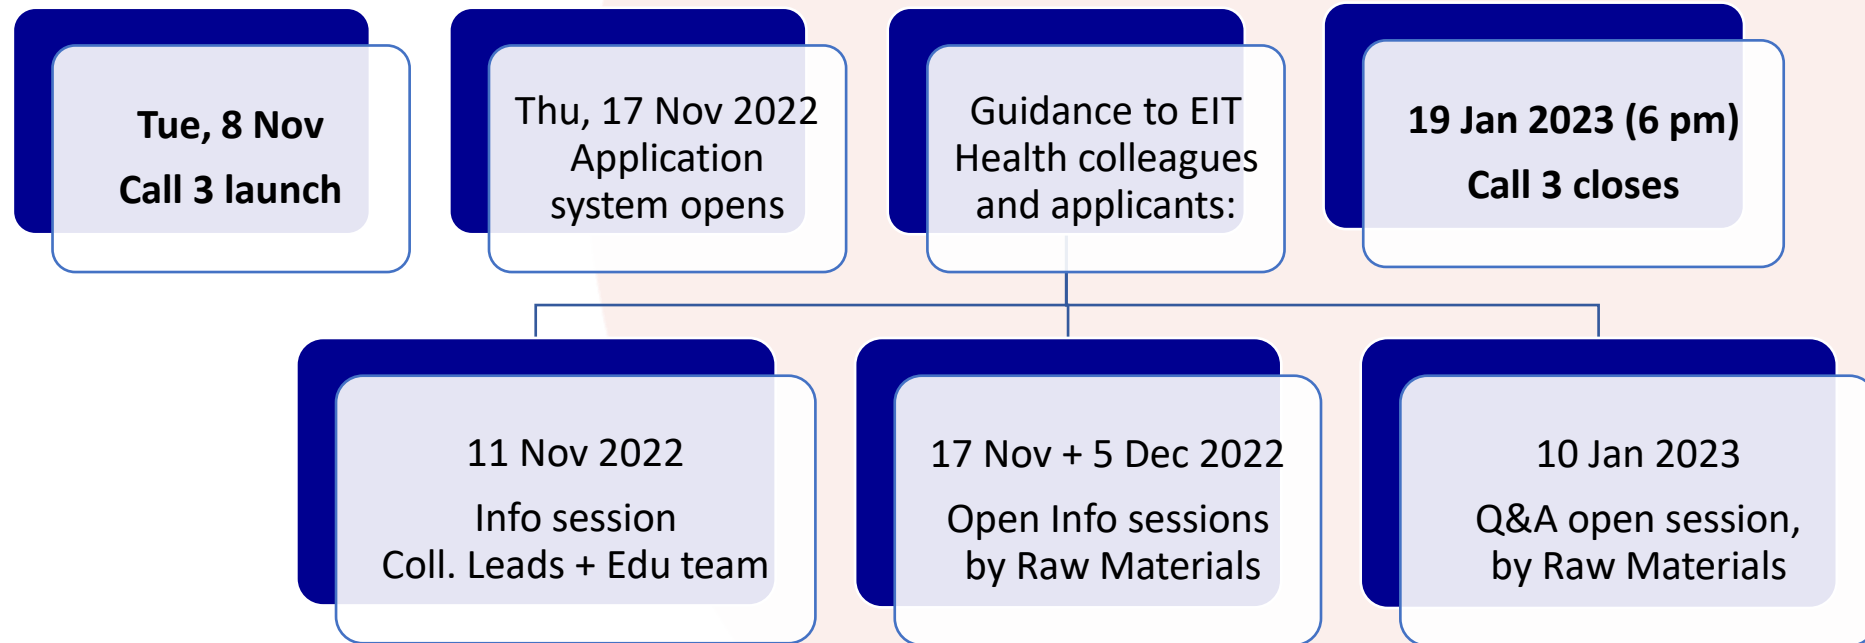 Tue, 8 Nov
Call 3 launch
Thu, 17 Nov 2022
Application
system opens
Guidance to EIT
Health colleagues
and applicants:
19 Jan 2023 (6 pm)
Call 3 closes
11 Nov 2022
Info session
Coll. Leads + Edu team
17 Nov + 5 Dec 2022
Open Info sessions
by Raw Materials
10 Jan 2023
Q&A open session,
by Raw Materials